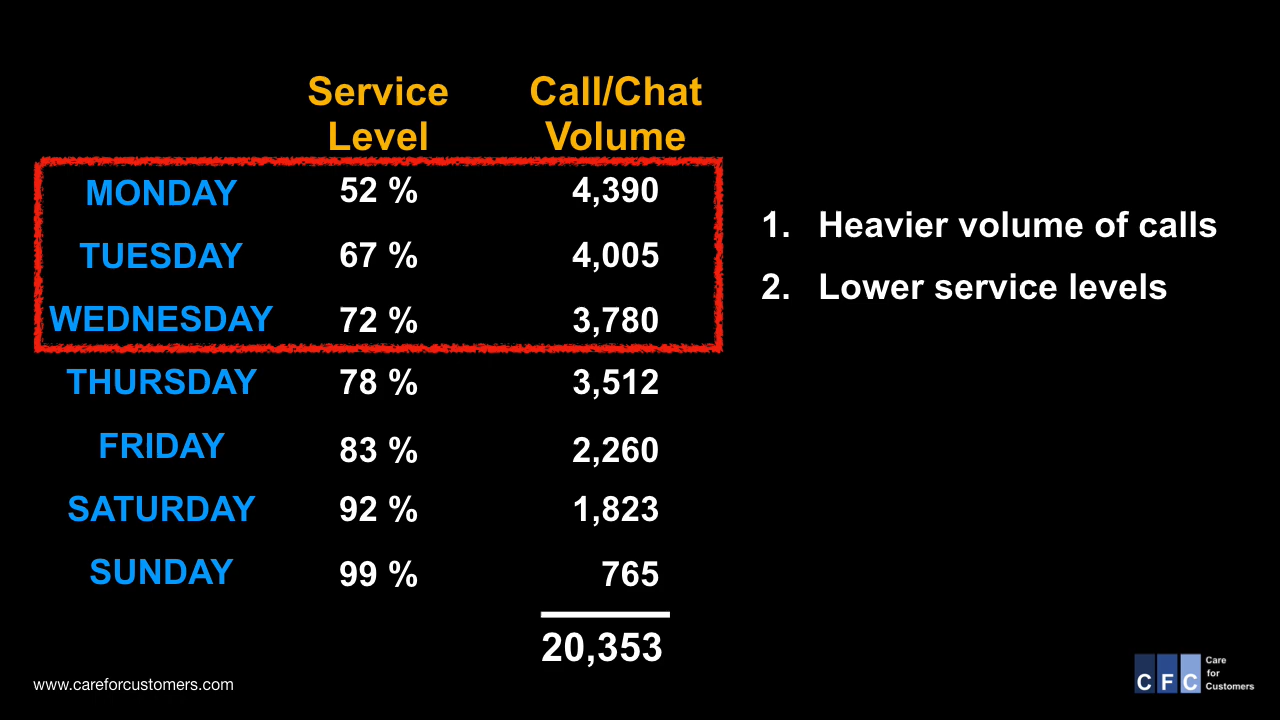 Service Level
Call/Chat Volume
MONDAY 52 % 4,390
TUESDAY 67 % 4,005
WEDNESDAY 72 % 3,780
THURSDAY 78 % 3,512
FRIDAY 83 % 2,260
SATURDAY 92 % 1,823
SUNDAY 99 % 765
20,353
1. Heavier volume of calls
2. Lower service levels
www.careforcustomers.com
CFC
Care
for
Customers